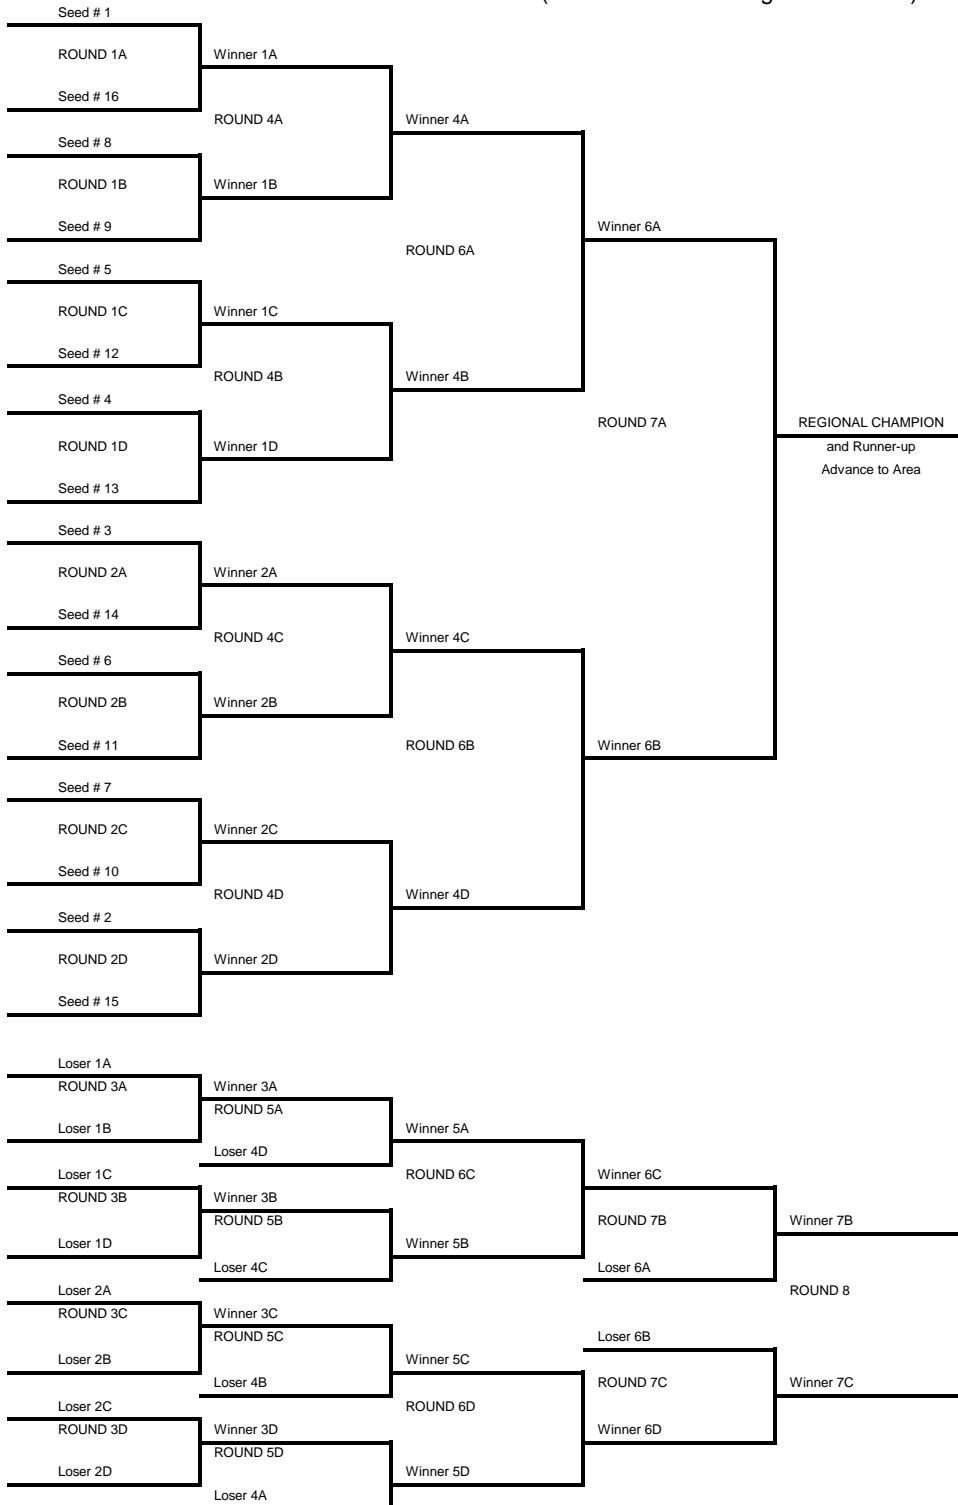 Seed # 1
ROUND 1A
Winner 1A
Seed # 16
ROUND 4A
Winner 4A
Seed # 8
ROUND 1B
Winner 1B
Seed # 9
Winner 6A
ROUND 6A
Seed # 5
ROUND 1C
Winner 1C
Seed # 12
ROUND 4B
Winner 4B
Seed # 4
ROUND 7A
REGIONAL CHAMPION
ROUND 1D
Winner 1D
and Runner-up
Advance to Area
Seed # 13
Seed # 3
ROUND 2A
Winner 2A
Seed # 14
ROUND 4C
Winner 4C
Seed # 6
ROUND 2B
Winner 2B
Seed # 11
ROUND 6B
Winner 6B
Seed # 7
ROUND 2C
Winner 2C
Seed # 10
ROUND 4D
Winner 4D
Seed # 2
ROUND 2D
Winner 2D
Seed # 15
Loser 1A
ROUND 3A
Winner 3A
ROUND 5A
Loser 1B
Winner 5A
Loser 4D
Loser 1C
ROUND 6C
Winner 6C
ROUND 3B
Winner 3B
ROUND 5B
ROUND 7B
Winner 7B
Loser 1D
Winner 5B
Loser 4C
Loser 6A
Loser 2A
ROUND 8
ROUND 3C
Winner 3C
ROUND 5C
Loser 6B
Loser 2B
Winner 5C
Loser 4B
ROUND 7C
Winner 7C
Loser 2C
ROUND 6D
ROUND 3D
Winner 3D
Winner 6D
ROUND 5D
Loser 2D
Winner 5D
Loser 4A